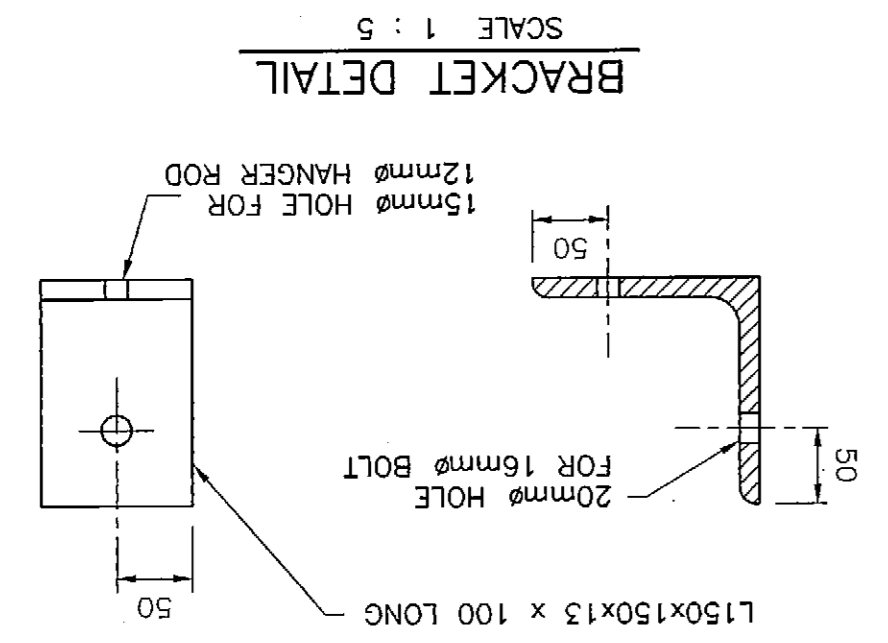 L150x150x13 x 100 LONG
50
20mmø HOLE
FOR 16mmø BOLT
50
50
15mmø HOLE FOR
12mmø HANGER ROD
BRACKET DETAIL
SCALE 1 : 5